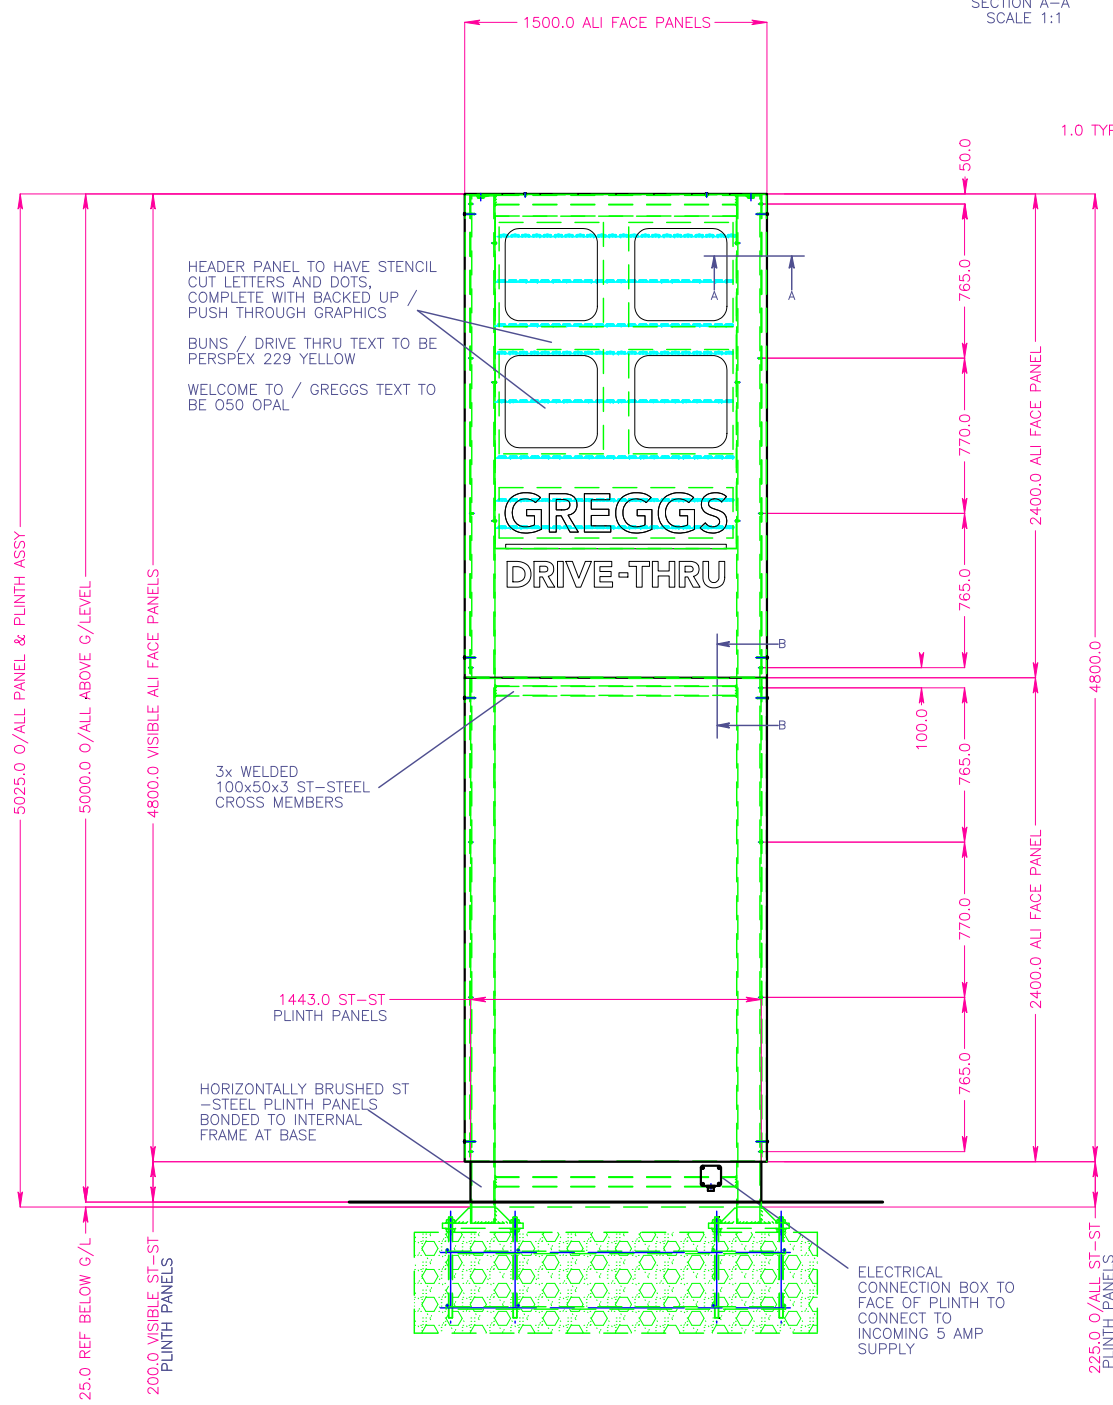 SECTION A-A
SCALE 1:1
1500.0 ALI FACE PANELS
1.0 TYP
50.0
HEADER PANEL TO HAVE STENCIL
CUT LETTERS AND DOTS,
COMPLETE WITH BACKED UP /
PUSH THROUGH GRAPHICS
BUNS / DRIVE THRU TEXT TO BE
PERSPEX 229 YELLOW
WELCOME TO / GREGGS TEXT TO
BE 050 OPAL
A
A
765.0
770.0
765.0
2400.0 ALI FACE PANEL
GREGGS
DRIVE-THRU
5025.0 O/ALL PANEL & PLINTH ASSY
5000.0 O/ALL ABOVE G/LEVEL
4800.0 VISIBLE ALI FACE PANELS
4800.0
B
B
100.0
3x WELDED
100x50x3 ST-STEEL
CROSS MEMBERS
765.0
770.0
765.0
2400.0 ALI FACE PANEL
1443.0 ST-ST
PLINTH PANELS
HORIZONTALLY BRUSHED ST
-STEEL PLINTH PANELS
BONDED TO INTERNAL
FRAME AT BASE
25.0 REF BELOW G/L
200.0 VISIBLE ST-ST
PLINTH PANELS
ELECTRICAL
CONNECTION BOX TO
FACE OF PLINTH TO
CONNECT TO
INCOMING 5 AMP
SUPPLY
225.0 O/ALL ST-ST
PLINTH PANELS